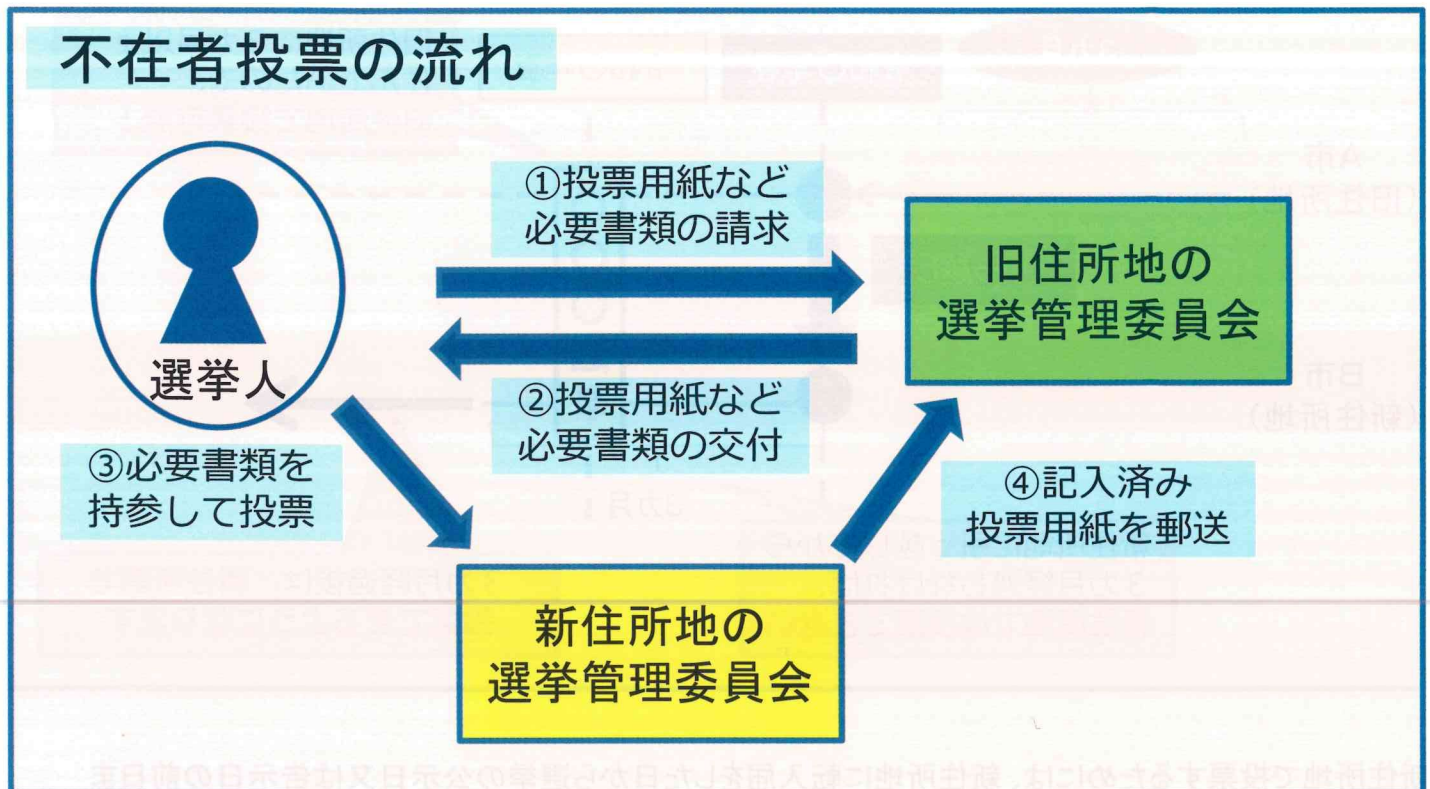 不在者投票の流れ
①投票用紙など
必要書類の請求
旧住所地の
選挙管理委員会
選挙人
②投票用紙など
必要書類の交付
③必要書類を
持参して投票
④記入済み
投票用紙を郵送
新住所地の
選挙管理委員会